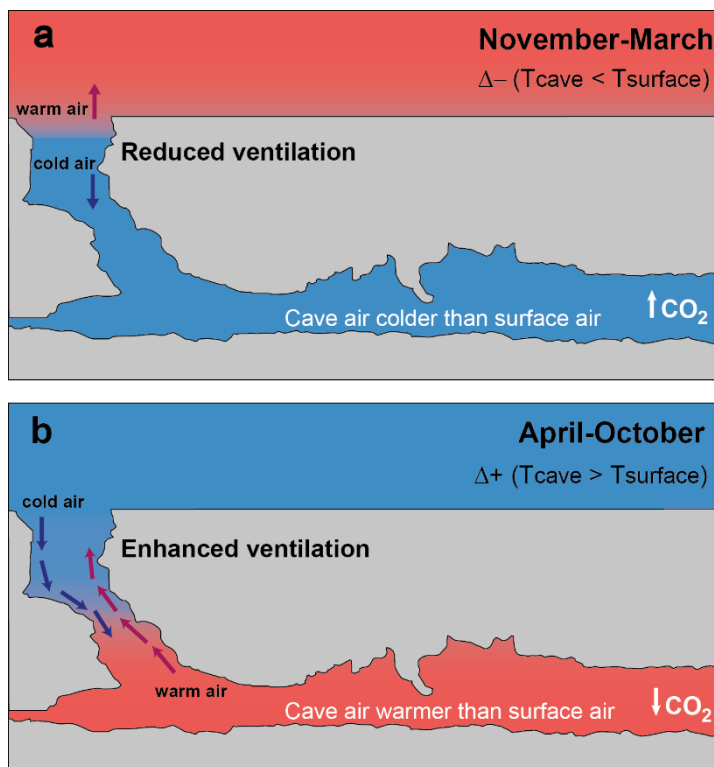 a
November-March
Δ– (Tcave < Tsurface)
warm air
cold air
Reduced ventilation
Cave air colder than surface air
↑CO₂
b
April-October
Δ+ (Tcave > Tsurface)
cold air
Enhanced ventilation
warm air
Cave air warmer than surface air
↓CO₂